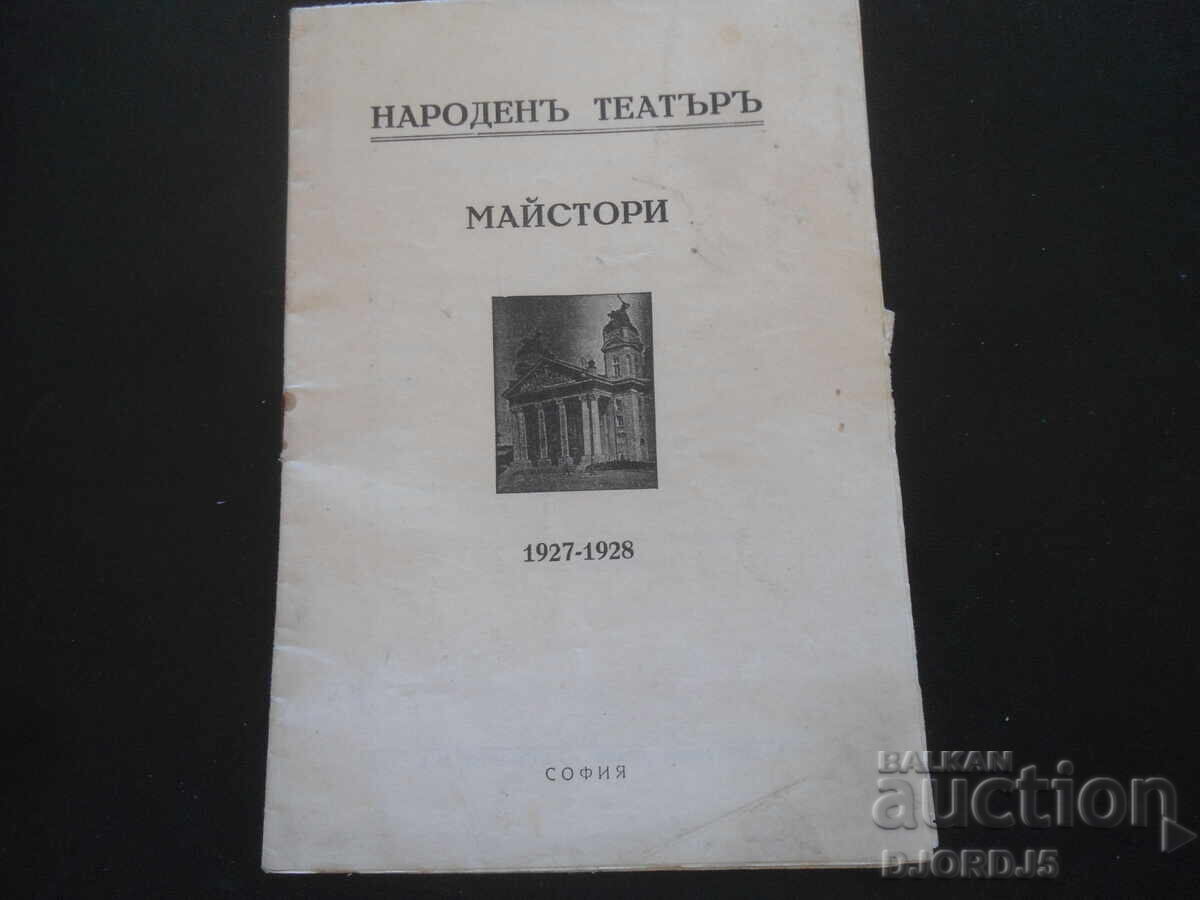 НАРОДЕНЪ ТЕАТЪРЪ
МАЙСТОРИ
1927-1928
СОФИЯ
BALKAN
auction
DJORDJ5